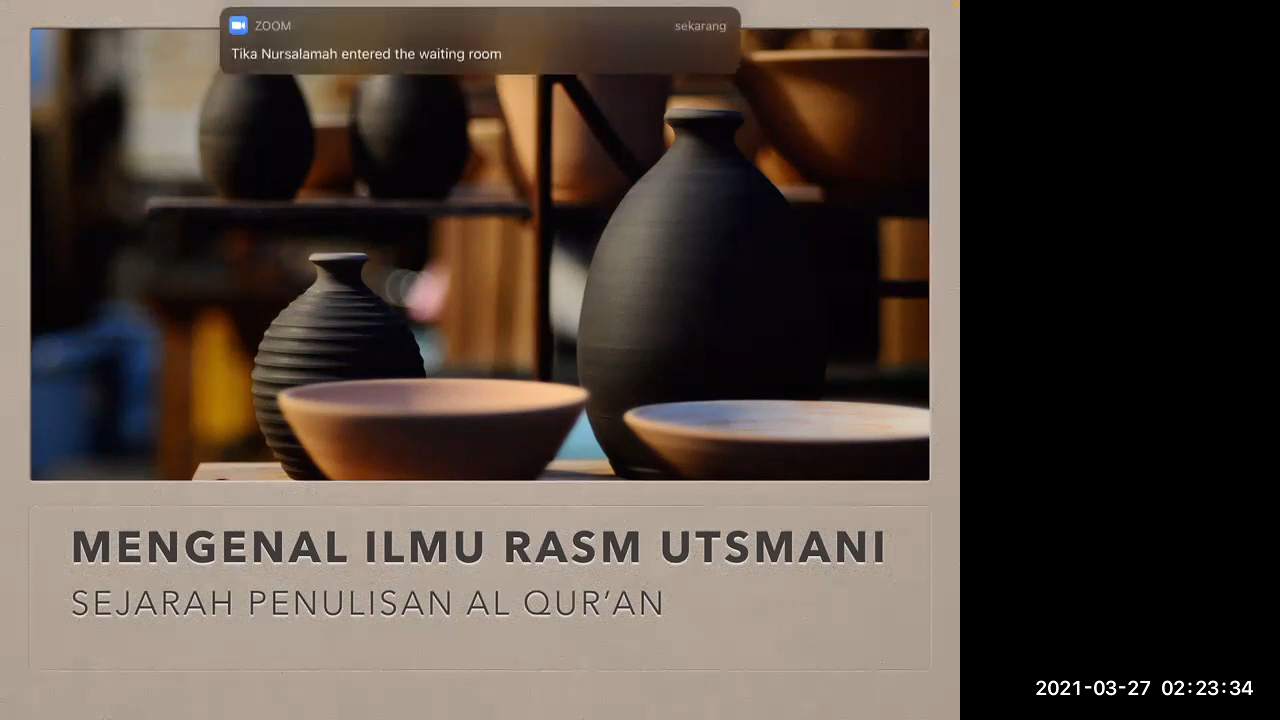 ZOOM sekarang
Tika Nursalamah entered the waiting room
MENGENAL ILMU RASM UTSMANI
SEJARAH PENULISAN AL QUR’AN
2021-03-27 02:23:34